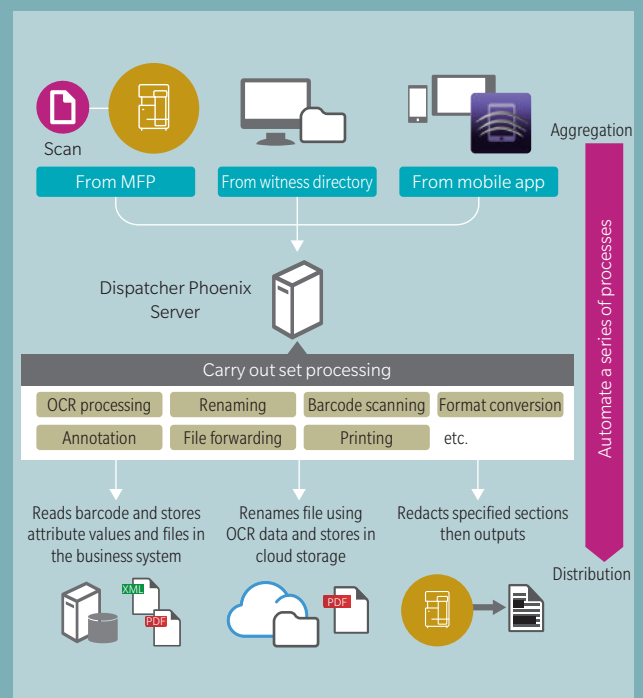 Scan
Aggregation
From MFP
From witness directory
From mobile app
Automate a series of processes
Dispatcher Phoenix
Server
Carry out set processing
OCR processing
Renaming
Barcode scanning
Format conversion
Annotation
File forwarding
Printing
etc.
Reads barcode and stores
attribute values and files in
the business system
Renames file using
OCR data and stores in
cloud storage
Redacts specified sections
then outputs
Distribution
XML
PDF
PDF